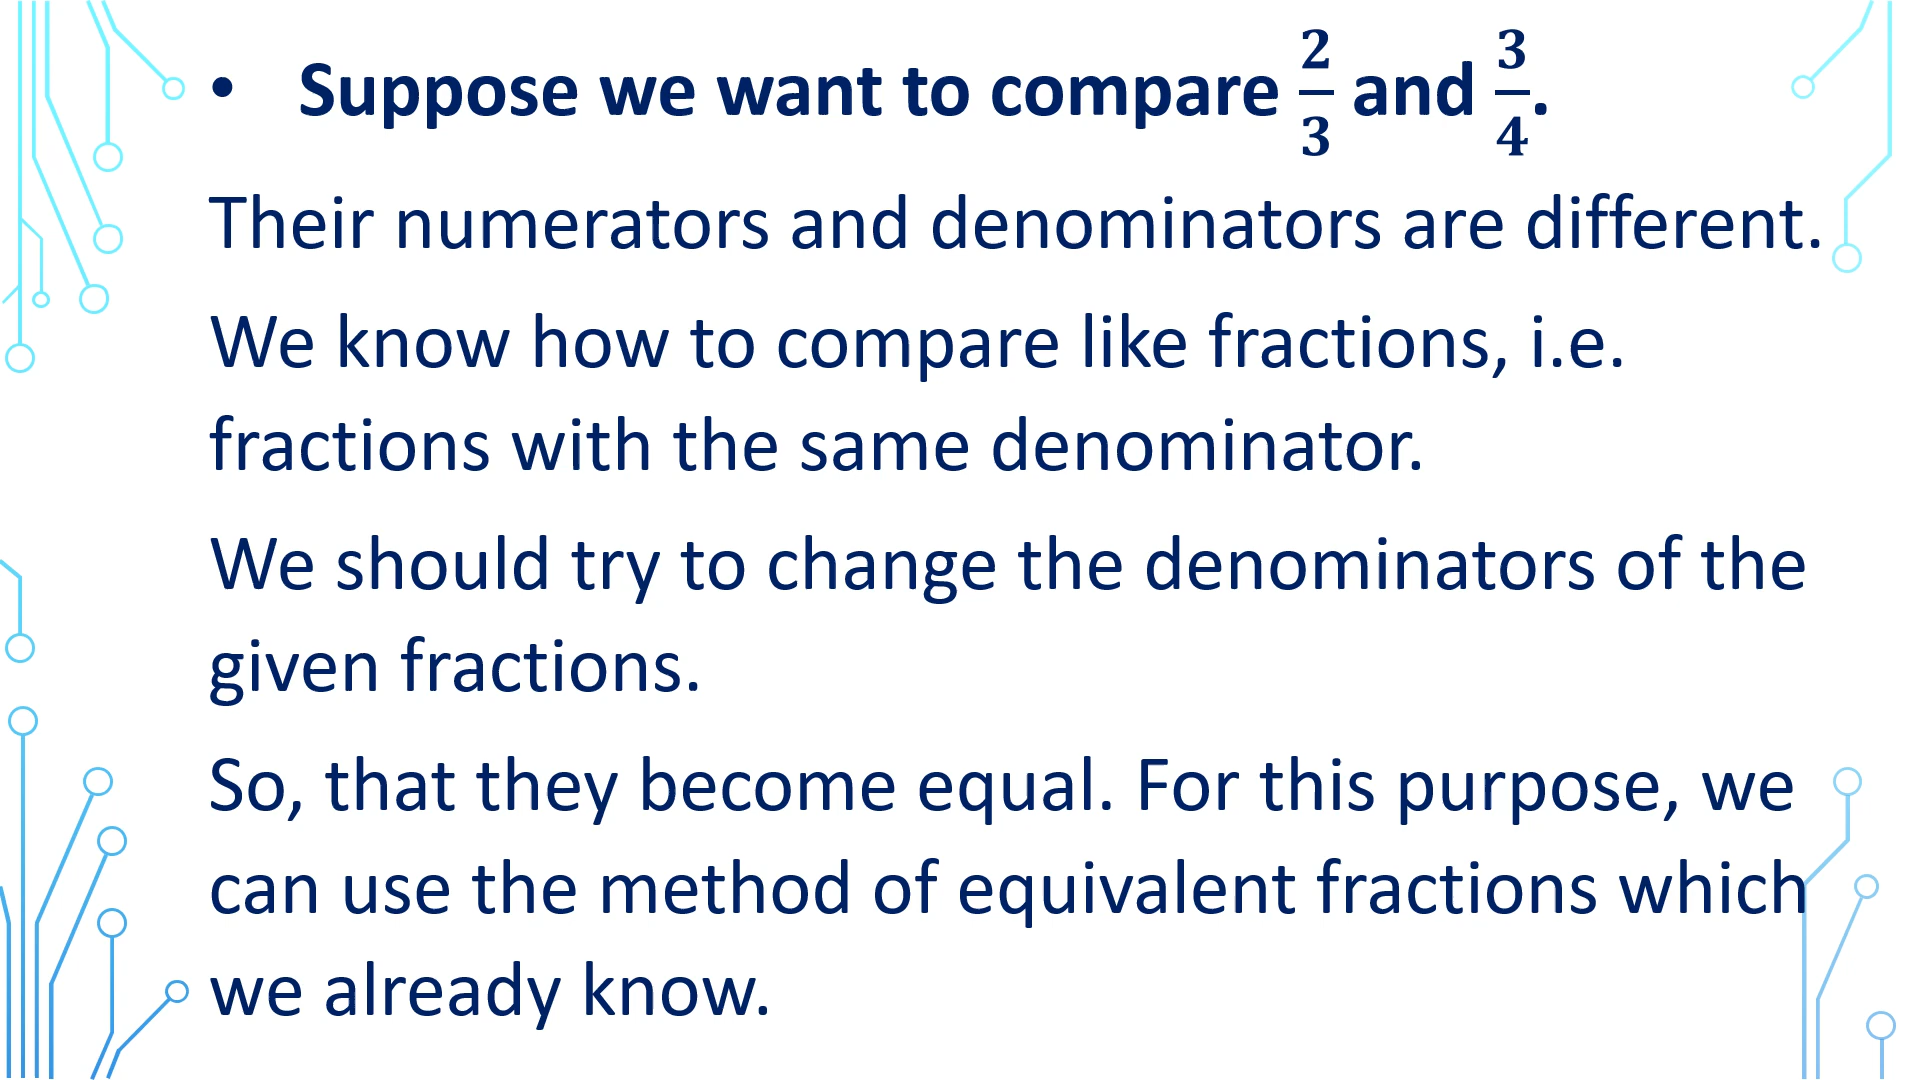 • Suppose we want to compare 2/3 and 3/4.
Their numerators and denominators are different.
We know how to compare like fractions, i.e.
fractions with the same denominator.
We should try to change the denominators of the
given fractions.
So, that they become equal. For this purpose, we
can use the method of equivalent fractions which
we already know.